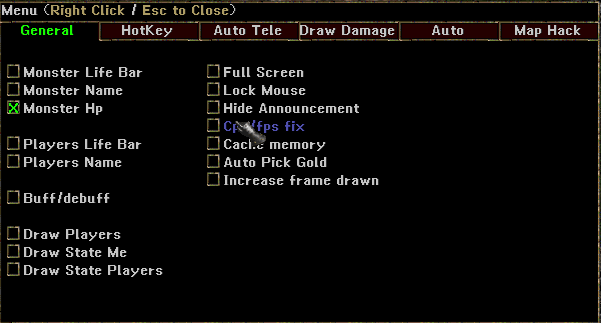 Menu (Right Click / Esc to Close)
General HotKey Auto Tele Draw Damage Auto Map Hack
Monster Life Bar
Monster Name
Monster Hp
Players Life Bar
Players Name
Buff/debuff
Draw Players
Draw State Me
Draw State Players
Full Screen
Lock Mouse
Hide Announcement
Cpu/fps fix
Cache memory
Auto Pick Gold
Increase frame drawn